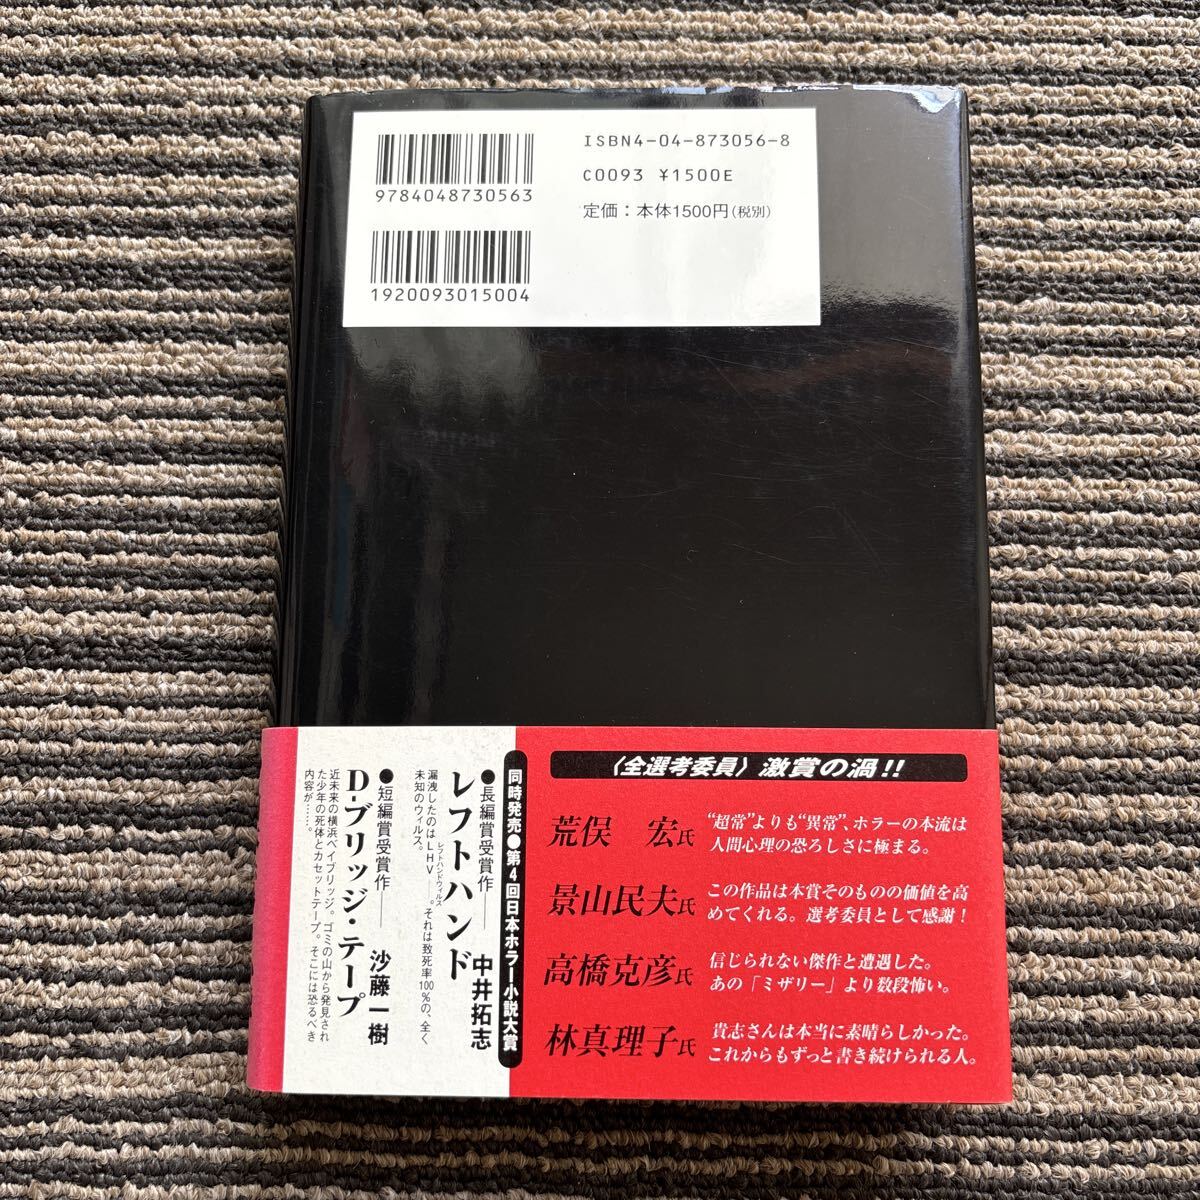 9784048730563
1920093015004
ISBN4-04-873056-8
C0093 ¥1500E
定価：本体1500円（税別）
〈全選考委員〉激賞の渦！！
荒俣　宏氏
“超常”よりも“異常”、ホラーの本流は
人間心理の恐ろしさに極まる。
景山民夫氏
この作品は本賞そのものの価値を高
めてくれる。選考委員として感謝！
高橋克彦氏
信じられない傑作と遭遇した。
あの「ミザリー」より数段怖い。
林真理子氏
貴志さんは本当に素晴らしかった。
これからもずっと書き続けられる人。
同時発売●第4回日本ホラー小説大賞
●長編賞受賞作──
レフトハンド　中井拓志
漏洩したのはLHV──。それは致死率100％の、全く
レフトハンドウィルス
未知のウィルス。
●短編賞受賞作──
D-ブリッジ・テープ　沙藤一樹
近未来の横浜ベイブリッジ。ゴミの山から発見され
た少年の死体とカセットテープ。そこには恐るべき
内容が……。